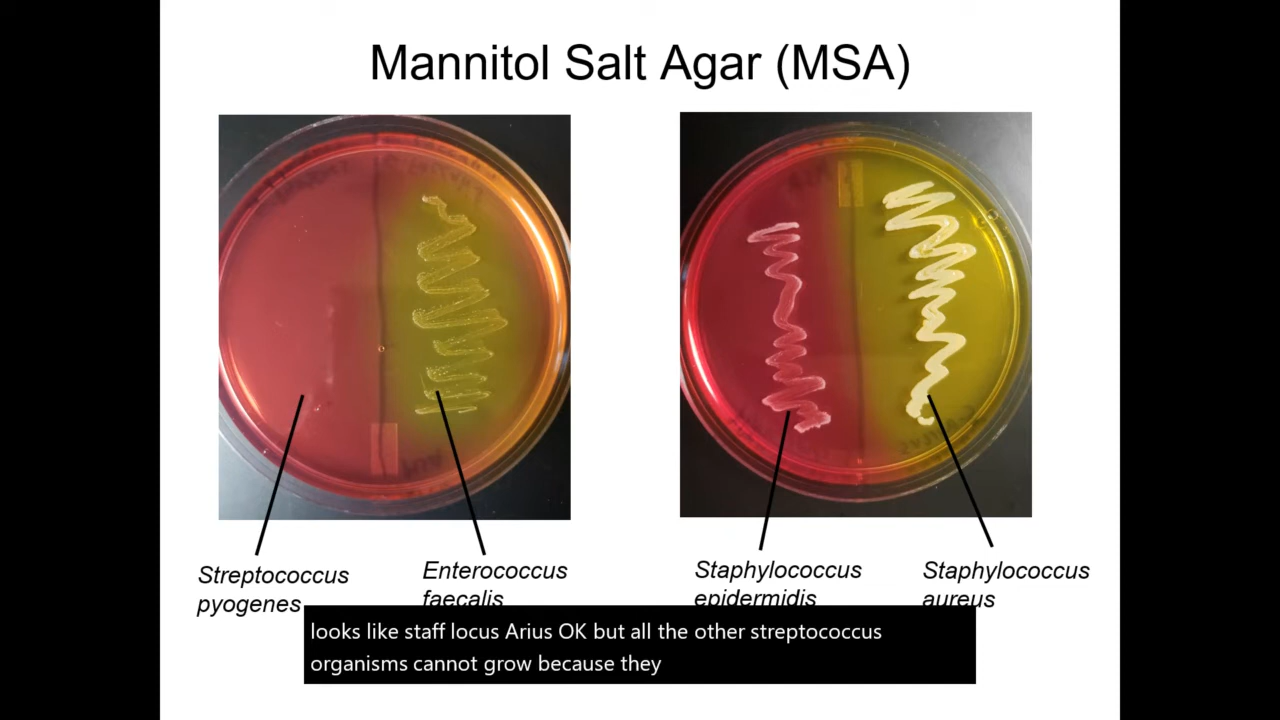 Mannitol Salt Agar (MSA)
Streptococcus
pyogenes
Enterococcus
faecalis
Staphylococcus
epidermidis
Staphylococcus
aureus
looks like staff locus Arius OK but all the other streptococcus
organisms cannot grow because they